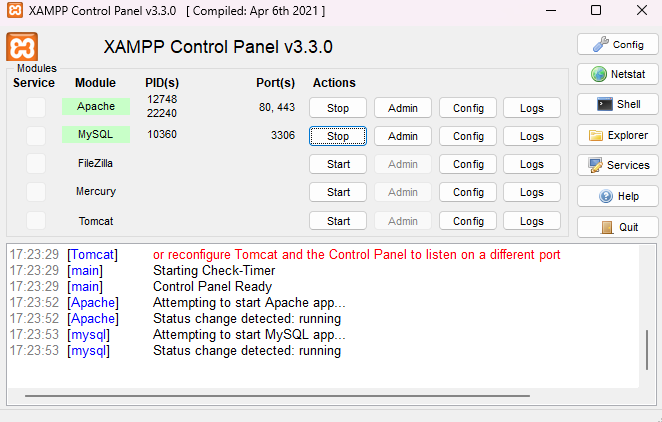 XAMPP Control Panel v3.3.0 [ Compiled: Apr 6th 2021 ]
XAMPP Control Panel v3.3.0
Config
Modules
Service Module PID(s) Port(s) Actions
Netstat
Apache 12748 22240 80, 443 Stop Admin Config Logs
Shell
MySQL 10360 3306 Stop Admin Config Logs
Explorer
FileZilla Start Admin Config Logs
Services
Mercury Start Admin Config Logs
Help
Tomcat Start Admin Config Logs
Quit
17:23:29 [Tomcat] or reconfigure Tomcat and the Control Panel to listen on a different port
17:23:29 [main] Starting Check-Timer
17:23:29 [main] Control Panel Ready
17:23:52 [Apache] Attempting to start Apache app...
17:23:52 [Apache] Status change detected: running
17:23:53 [mysql] Attempting to start MySQL app...
17:23:53 [mysql] Status change detected: running